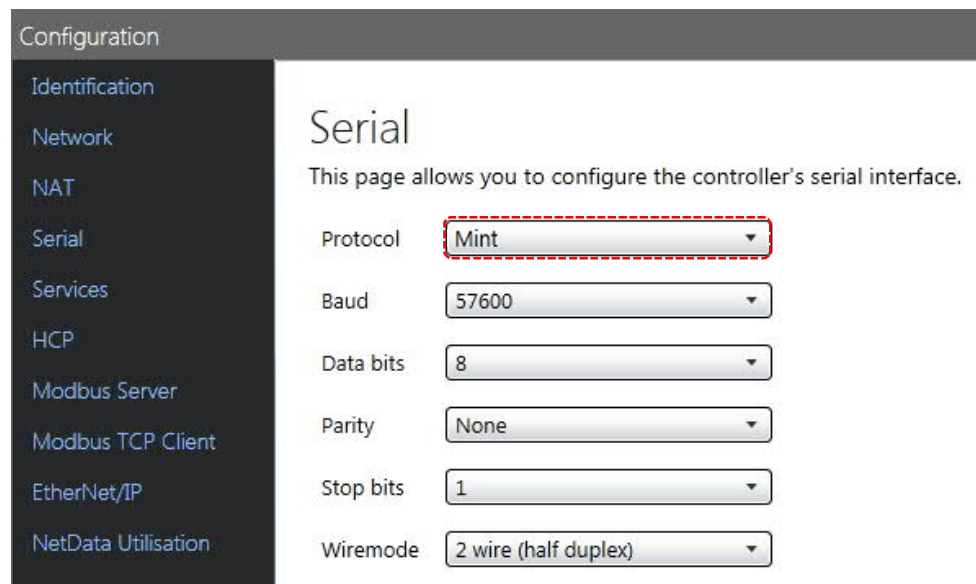 Configuration
Identification
Network
NAT
Serial
Services
HCP
Modbus Server
Modbus TCP Client
EtherNet/IP
NetData Utilisation
Serial
This page allows you to configure the controller's serial interface.
Protocol Mint
Baud 57600
Data bits 8
Parity None
Stop bits 1
Wiremode 2 wire (half duplex)